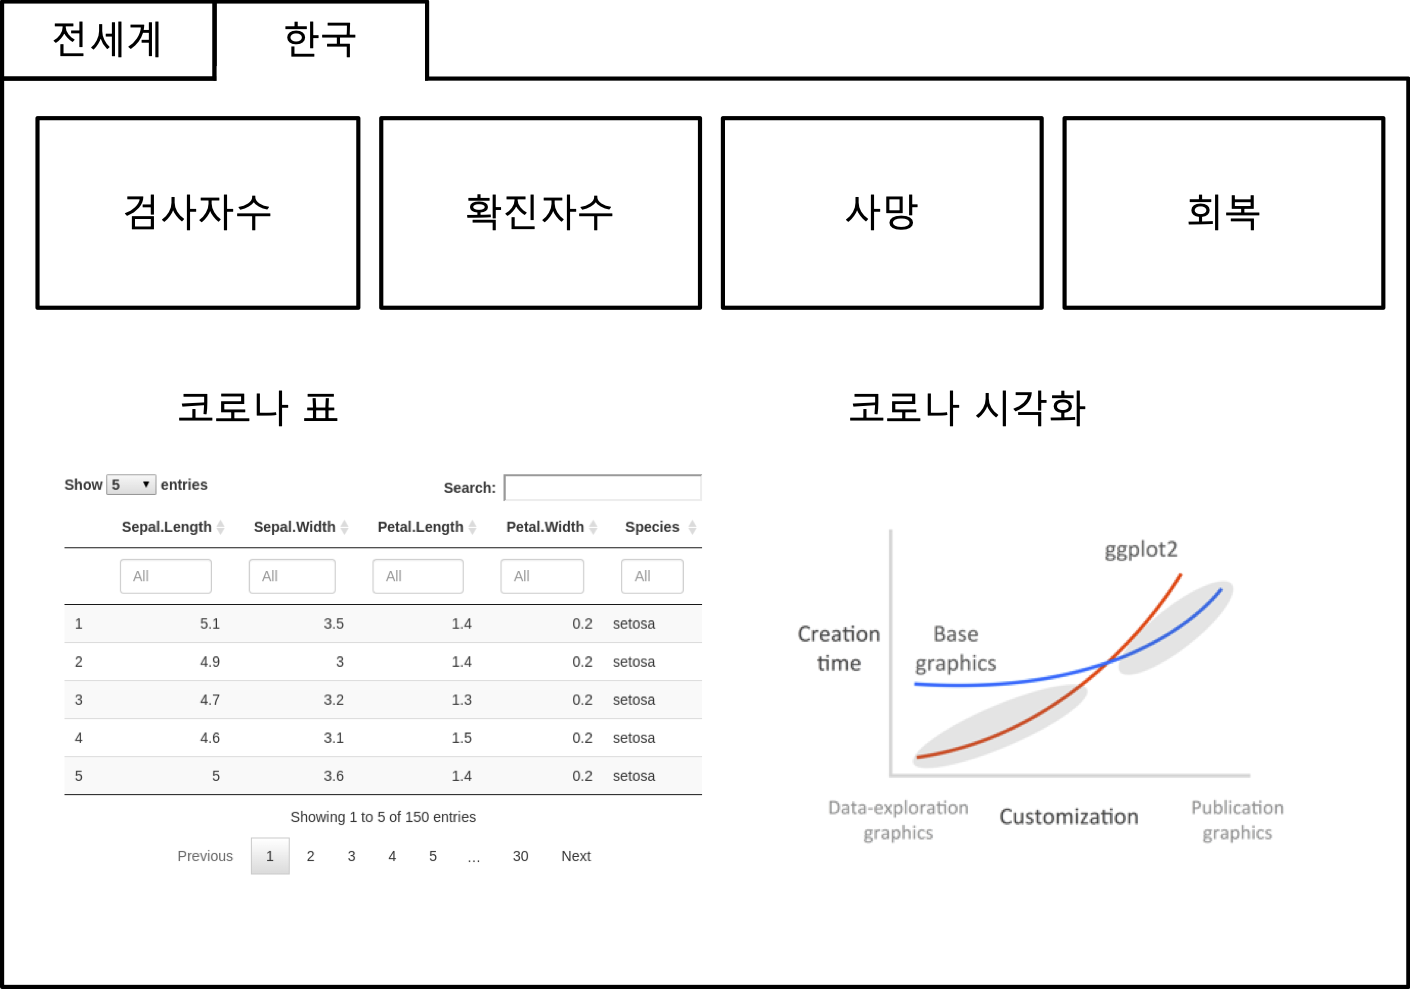 전세계 한국
검사자수 확진자수 사망 회복
코로나 표
Show 5 entries Search:
Sepal.Length Sepal.Width Petal.Length Petal.Width Species
All All All All All
1 5.1 3.5 1.4 0.2 setosa
2 4.9 3 1.4 0.2 setosa
3 4.7 3.2 1.3 0.2 setosa
4 4.6 3.1 1.5 0.2 setosa
5 5 3.6 1.4 0.2 setosa
Showing 1 to 5 of 150 entries
Previous 1 2 3 4 5 … 30 Next
코로나 시각화
ggplot2
Creation
time
Base
graphics
Data-exploration
graphics
Customization
Publication
graphics